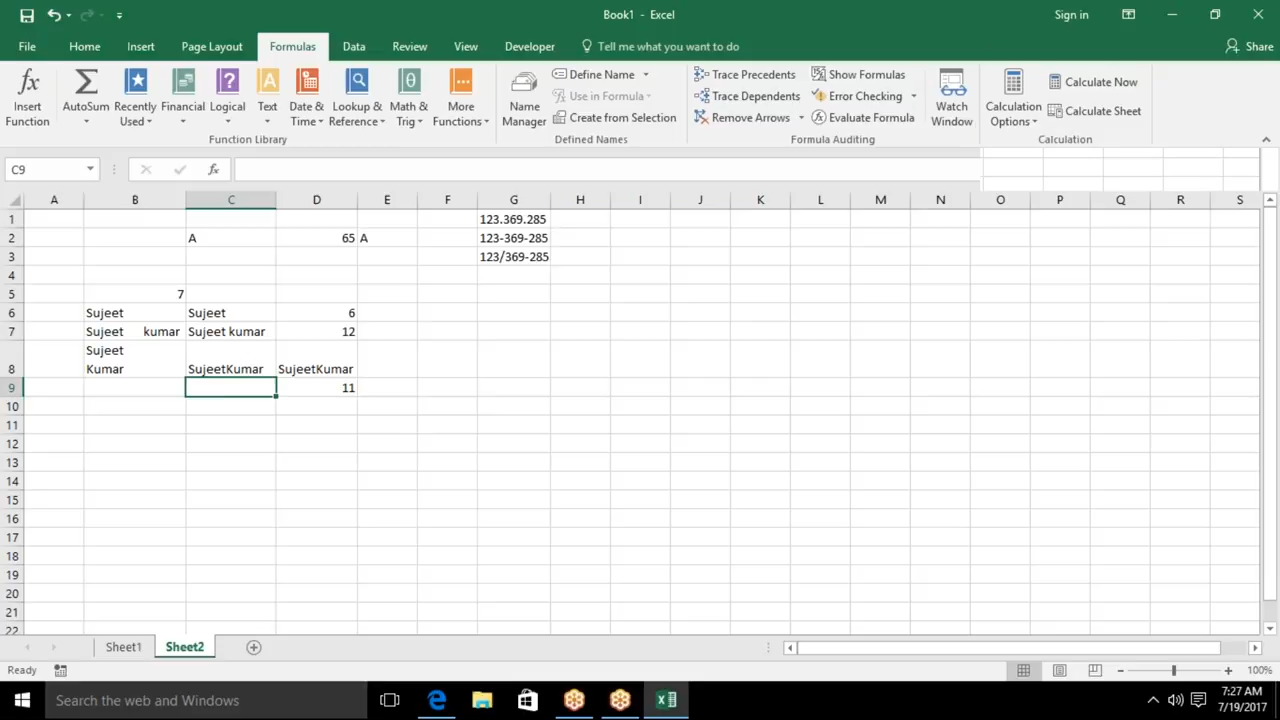 Book1 - Excel
Sign in
File Home Insert Page Layout Formulas Data Review View Developer Tell me what you want to do Share
Insert Function
AutoSum
Recently Used
Financial
Logical
Text
Date & Time
Lookup & Reference
Math & Trig
More Functions
Function Library
Name Manager
Define Name
Use in Formula
Create from Selection
Defined Names
Trace Precedents
Trace Dependents
Remove Arrows
Show Formulas
Error Checking
Evaluate Formula
Formula Auditing
Watch Window
Calculation Options
Calculate Now
Calculate Sheet
Calculation
C9 fx
A B C D E F G H I J K L M N O P Q R S
1 123.369.285
2 A 65 A 123-369-285
3 123/369-285
4
5 7
6 Sujeet Sujeet 6
7 Sujeet kumar Sujeet kumar 12
Sujeet
8 Kumar SujeetKumar SujeetKumar
9 11
10
11
12
13
14
15
16
17
18
19
20
21
22
Sheet1 Sheet2
Ready 100%
Search the web and Windows
7:27 AM
7/19/2017